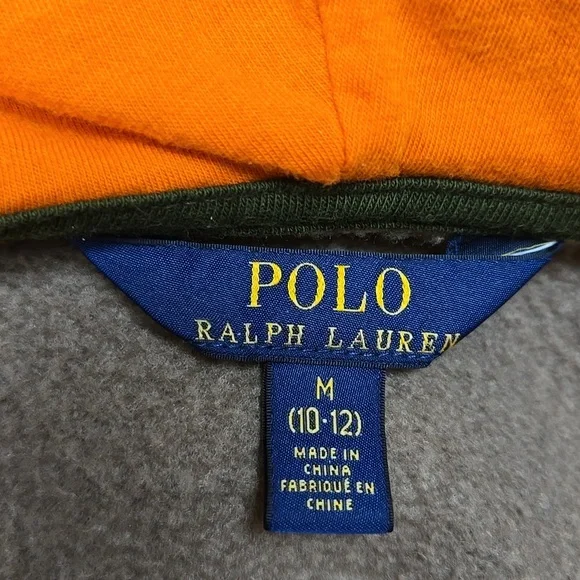 POLO
RALPH LAUREN
M
(10-12)
MADE IN
CHINA
FABRIQUÉ EN
CHINE